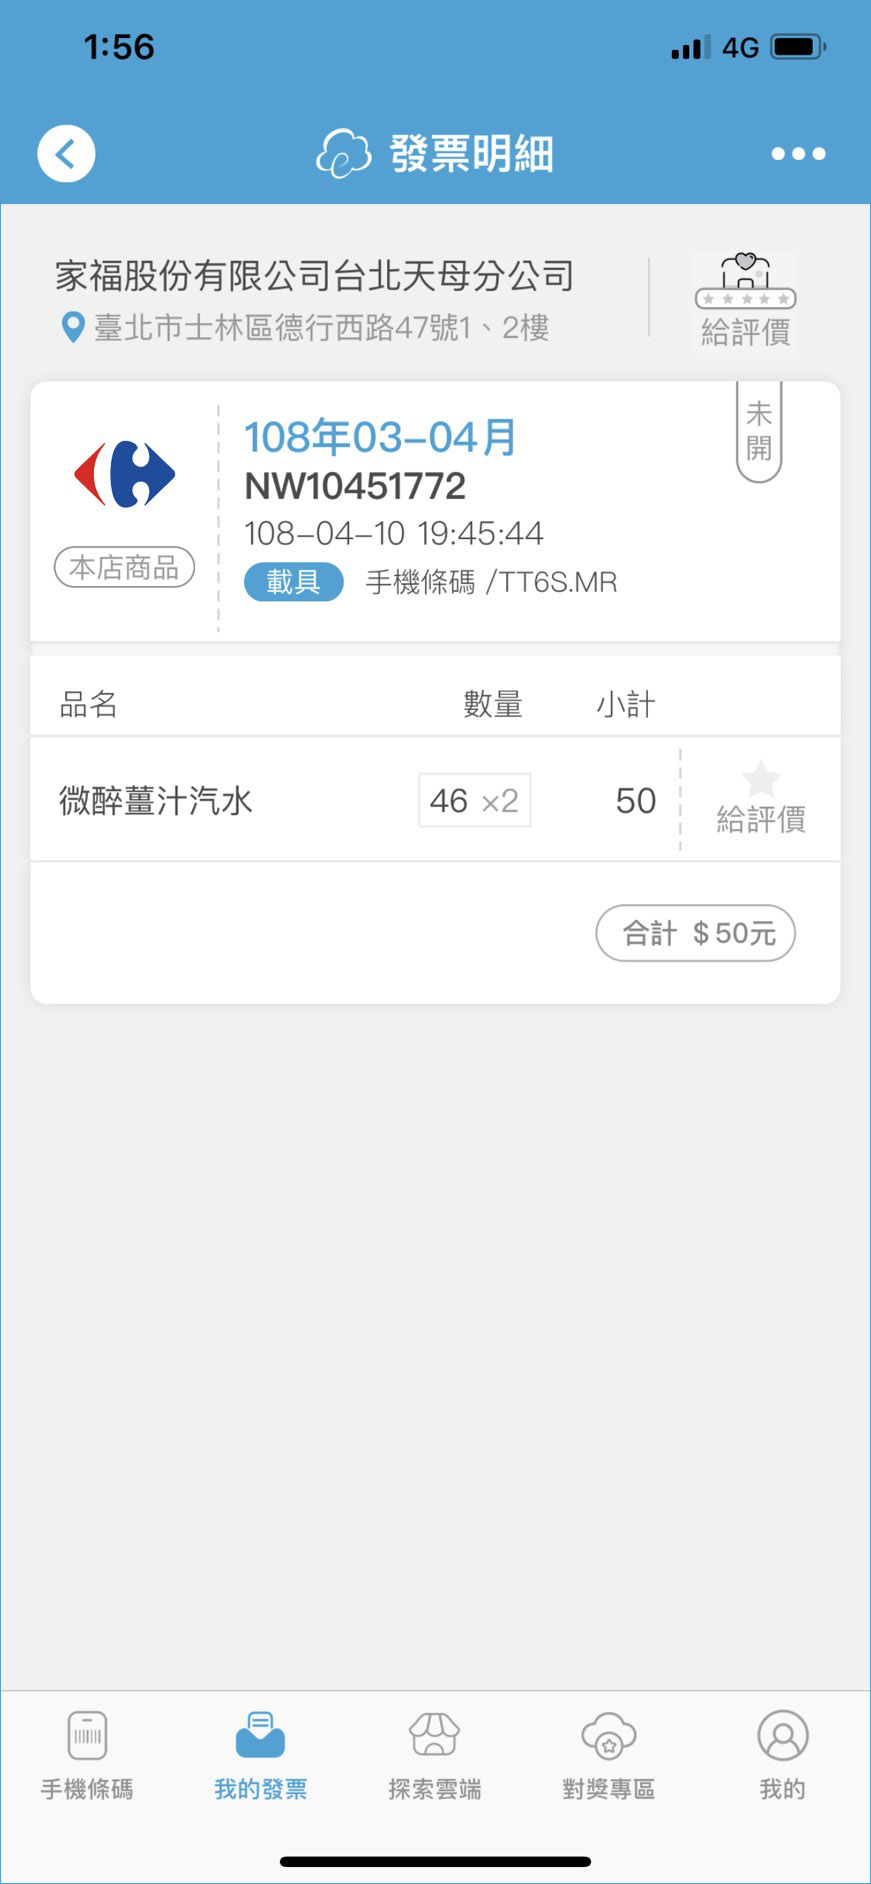 1:56
4G
發票明細
家福股份有限公司台北天母分公司
臺北市士林區德行西路47號1、2樓
給評價
未開
108年03-04月
NW10451772
108-04-10 19:45:44
本店商品
載具 手機條碼 /TT6S.MR
品名 數量 小計
微醉薑汁汽水 46 ×2 50
給評價
合計 $50元
手機條碼 我的發票 探索雲端 對獎專區 我的